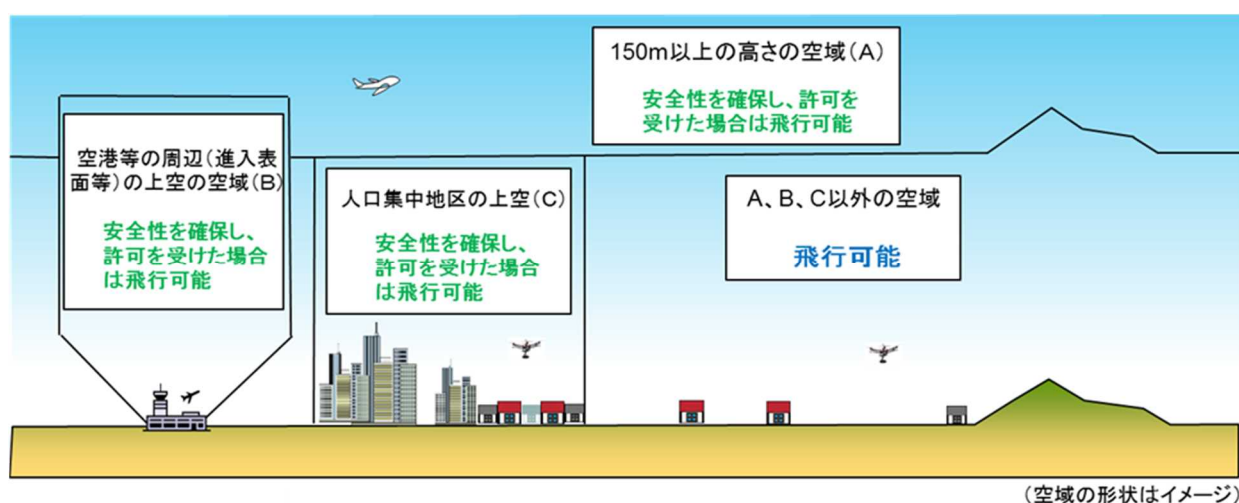 150m以上の高さの空域(A)
安全性を確保し、許可を
受けた場合は飛行可能
空港等の周辺(進入表
面等)の上空の空域(B)
安全性を確保し、
許可を受けた場合
は飛行可能
人口集中地区の上空(C)
安全性を確保し、
許可を受けた場合
は飛行可能
A、B、C以外の空域
飛行可能
(空域の形状はイメージ)